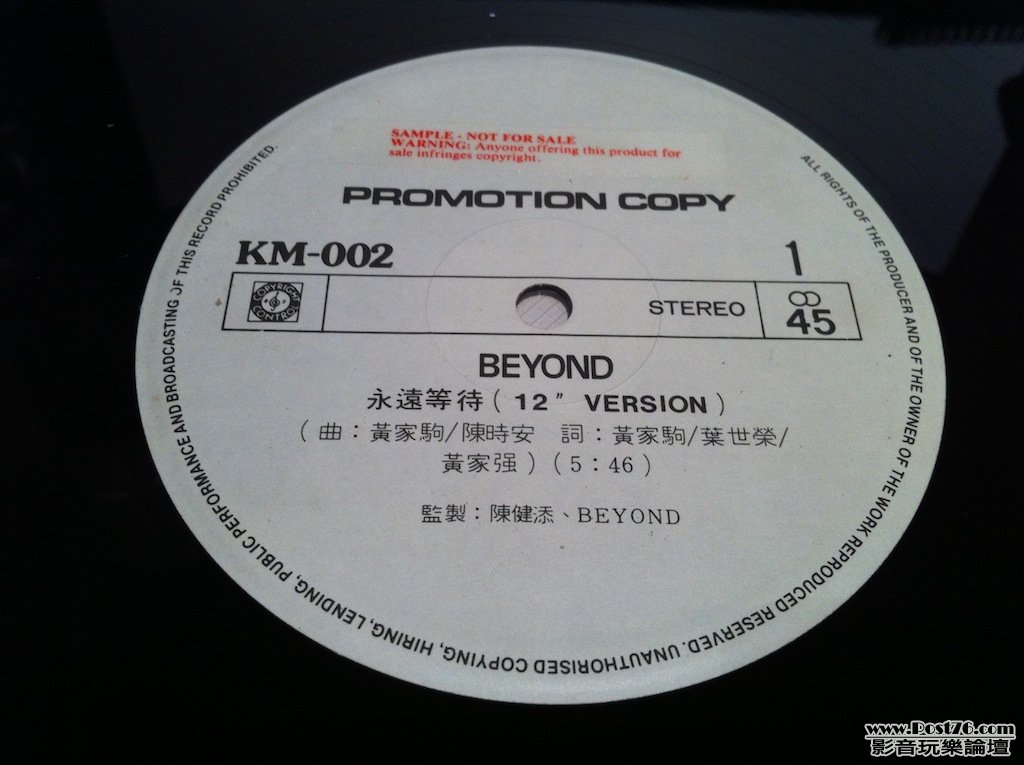 SAMPLE - NOT FOR SALE
WARNING: Anyone offering this product for
sale infringes copyright.
PROMOTION COPY
KM-002
1
COPYRIGHT
CONTROL
STEREO
45
BEYOND
永遠等待 ( 12" VERSION )
( 曲：黃家駒/陳時安 詞：黃家駒/葉世榮/
黃家强 ) ( 5 : 46 )
監製：陳健添、BEYOND
ALL RIGHTS OF THE PRODUCER AND OF THE OWNER OF THE WORK REPRODUCED RESERVED. UNAUTHORISED COPYING, HIRING, LENDING, PUBLIC PERFORMANCE AND BROADCASTING OF THIS RECORD PROHIBITED.
www.Post76.com
影音玩樂論壇